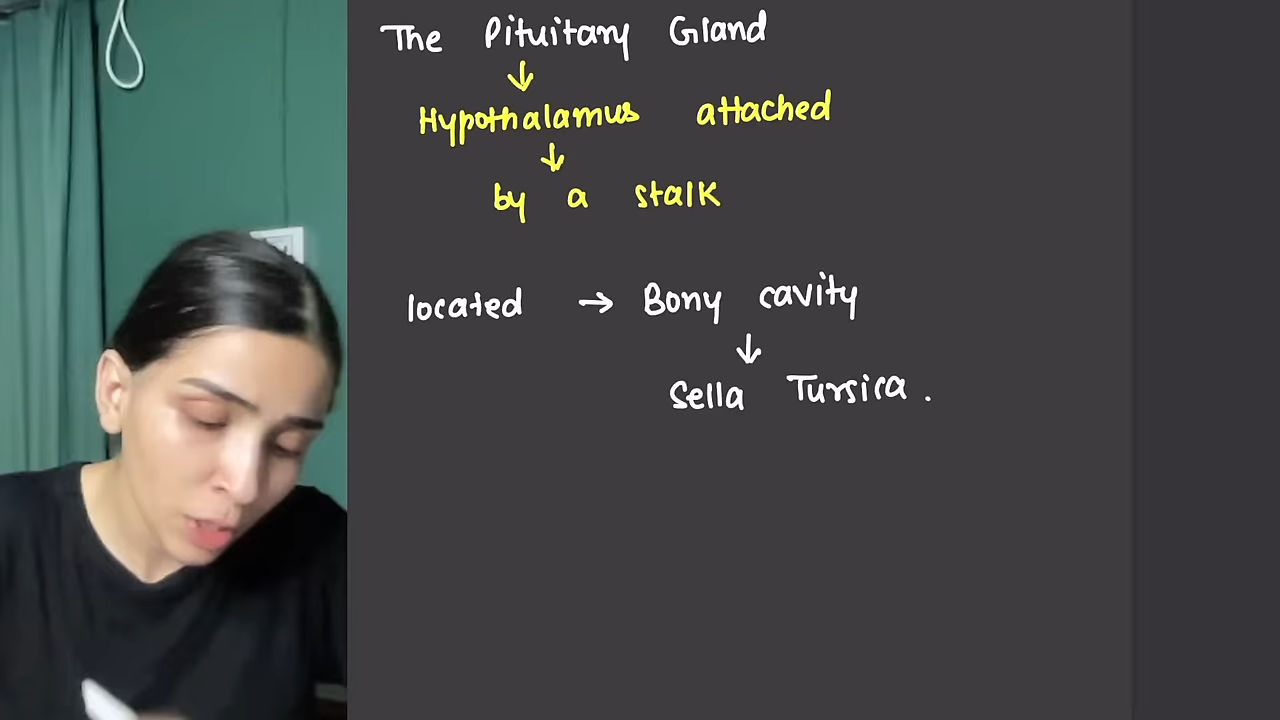 The Pituitary Gland
↓
Hypothalamus attached
↓
by a stalk
located → Bony cavity
↓
Sella Tursica.